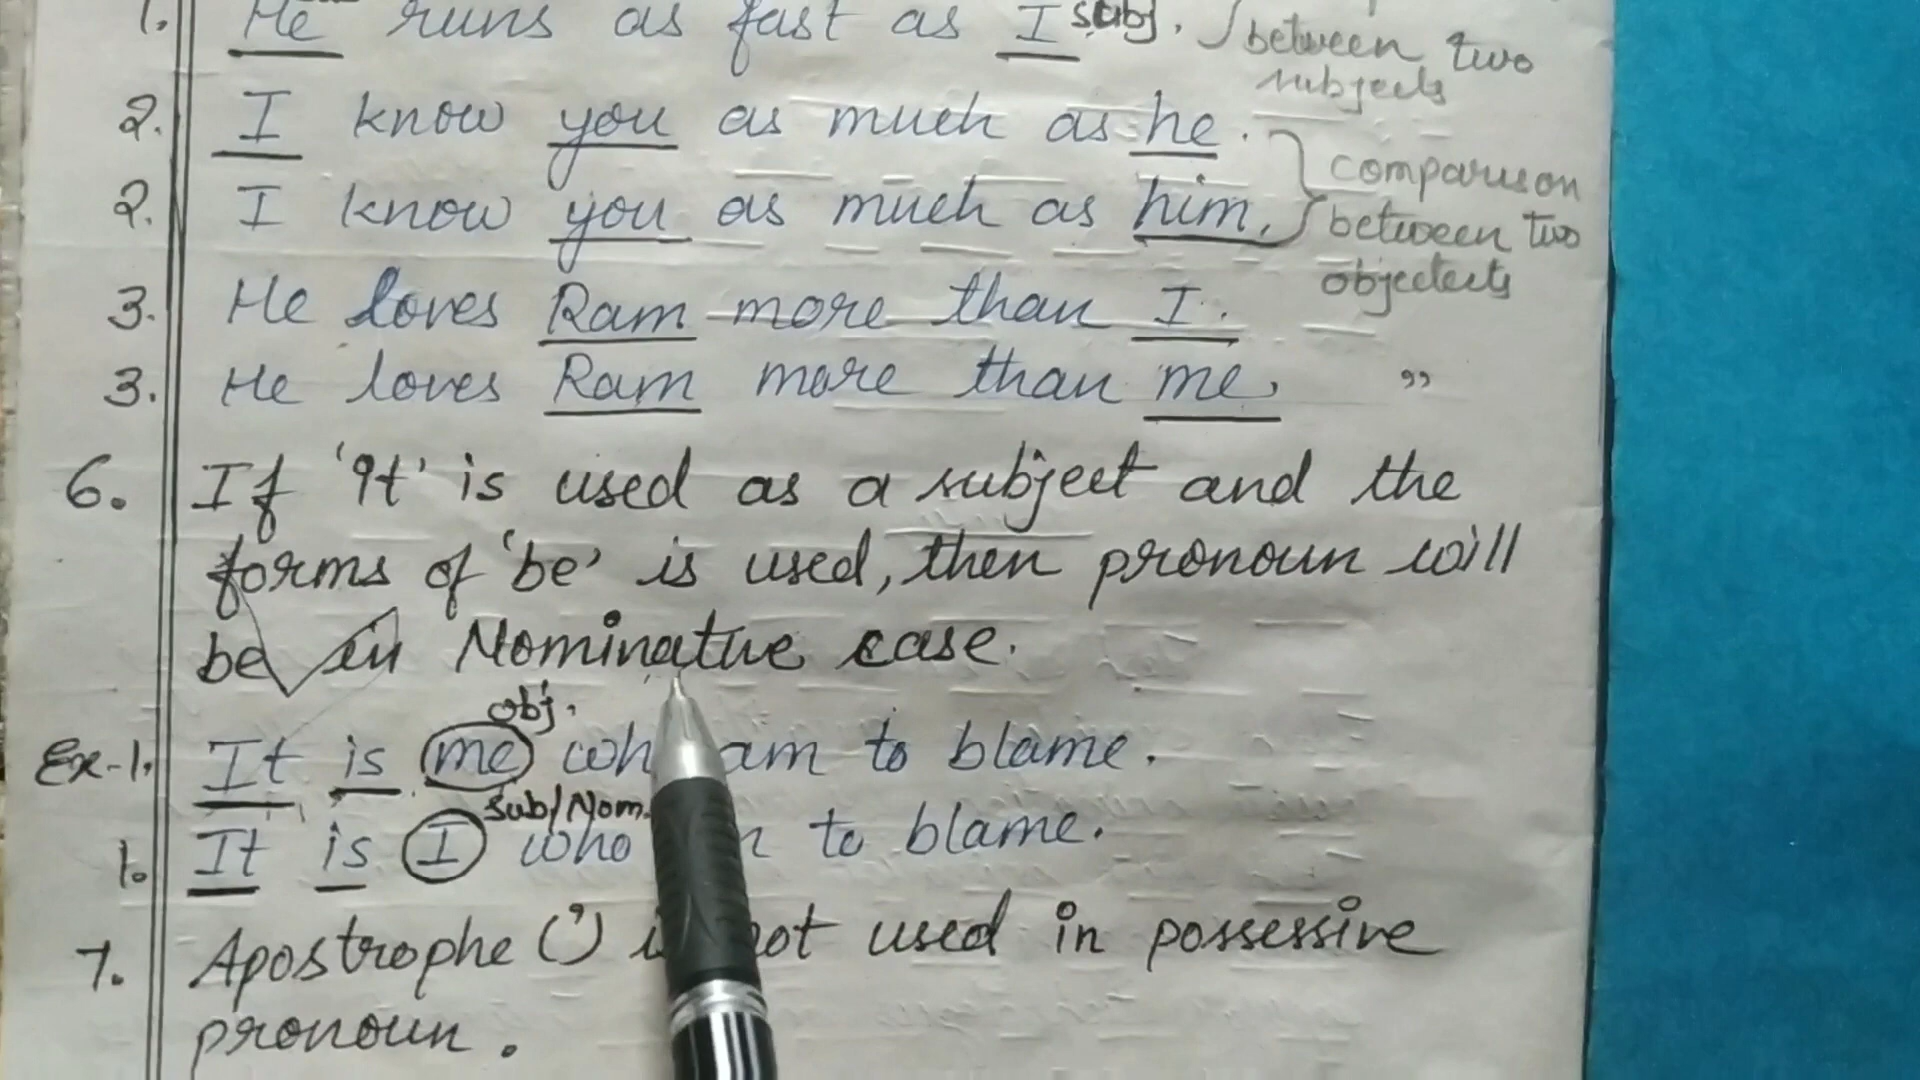 1. He runs as fast as I subj.
between two
subjects
2. I know you as much as he.
2. I know you as much as him.
comparison
between two
objectects
3. He loves Ram more than I.
3. He loves Ram more than me. ,,
6. If 'It' is used as a subject and the
forms of 'be' is used, then pronoun will
be in Nominative case.
obj.
Ex-1. It is me am to blame.
Sub/Nom.
1. It is I who to blame.
7. Apostrophe (') not used in possessive
pronoun.